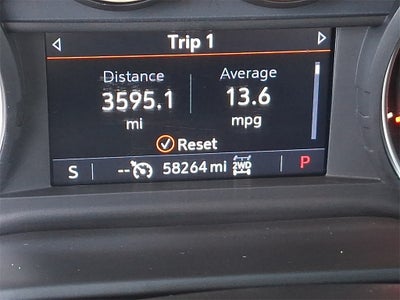 Trip 1
Distance Average
3595.1 13.6
mi mpg
Reset
S -- 58264 mi 2WD P